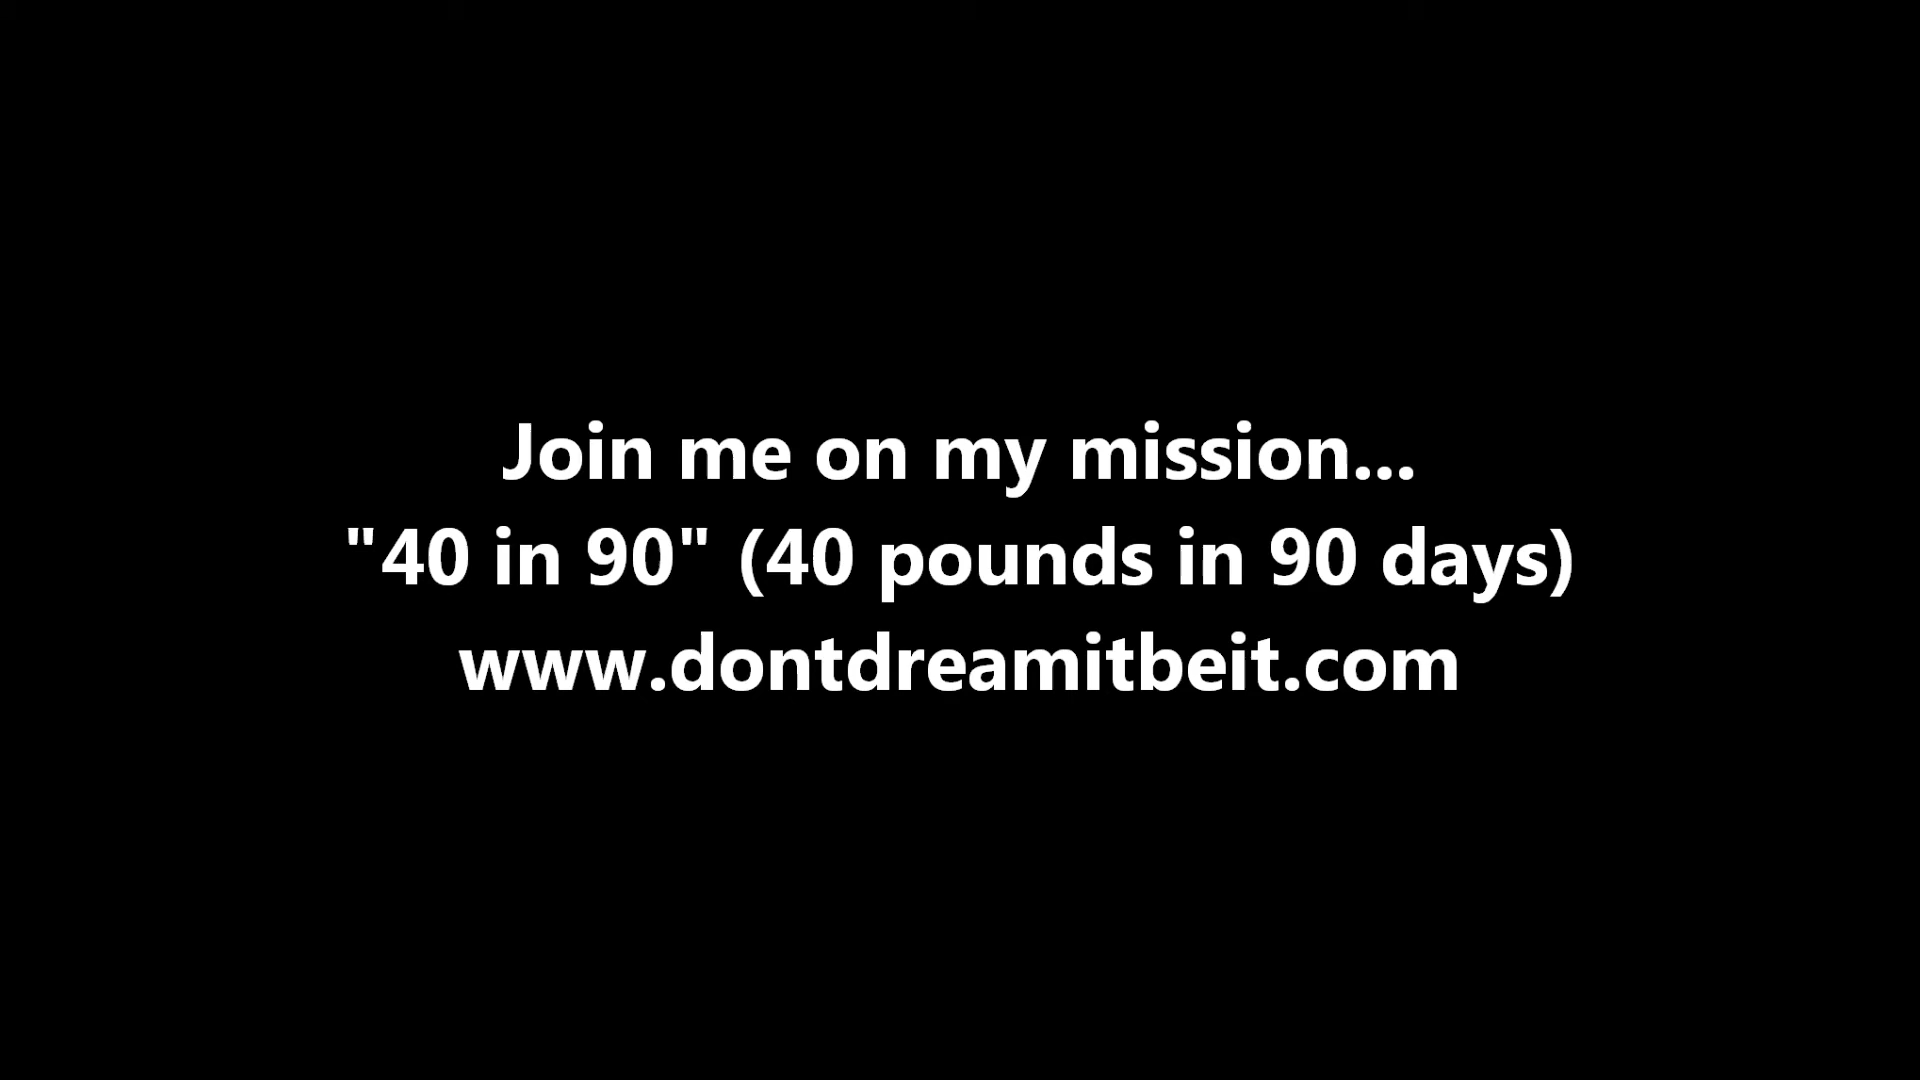 Join me on my mission...
"40 in 90" (40 pounds in 90 days)
www.dontdreamitbeit.com